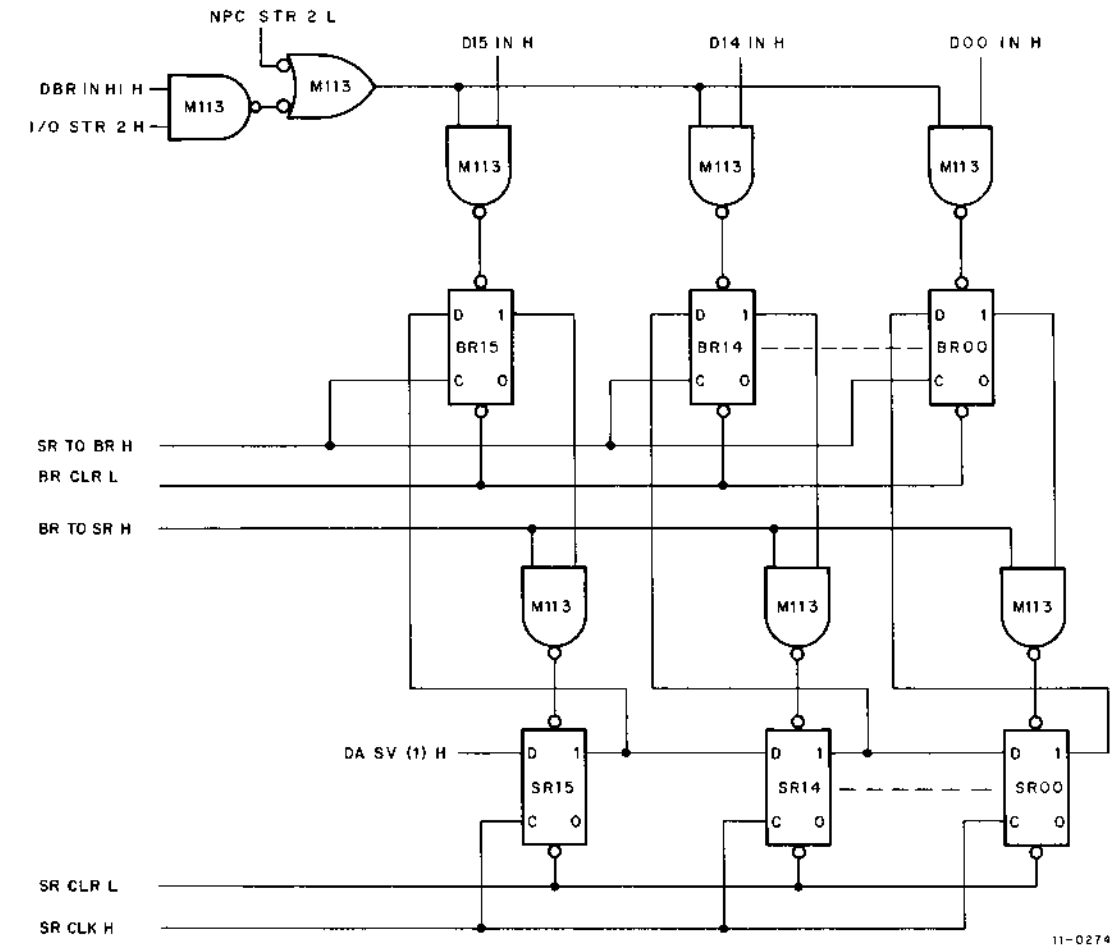 NPC STR 2 L
D15 IN H D14 IN H D00 IN H
DBR IN HI H
M113 M113
I/O STR 2 H
M113 M113 M113
D 1 D 1 D 1
BR15 BR14 BR00
C 0 C 0 C 0
SR TO BR H
BR CLR L
BR TO SR H
M113 M113 M113
DA SV (1) H D 1 D 1 D 1
SR15 SR14 SR00
C 0 C 0 C 0
SR CLR L
SR CLK H
11-0274